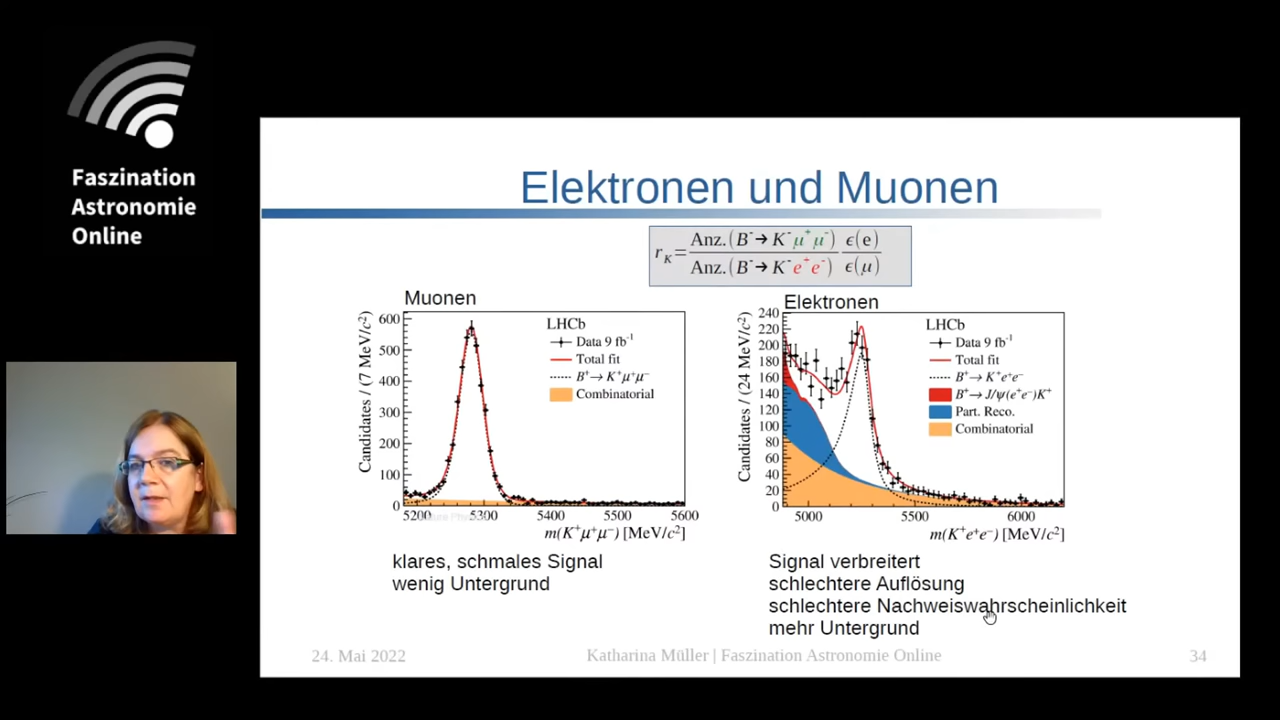 Faszination
Astronomie
Online
Elektronen und Muonen
r_K = Anz.(B⁻→ K⁻ μ⁺ μ⁻) / Anz.(B⁻→ K⁻ e⁺ e⁻) ϵ(e) / ϵ(μ)
Muonen
600
500
400
300
200
100
0
Candidates / (7 MeV/c²)
LHCb
Data 9 fb⁻¹
Total fit
B⁺→ K⁺μ⁺μ⁻
Combinatorial
5200 5300 5400 5500 5600
m(K⁺μ⁺μ⁻) [MeV/c²]
klares, schmales Signal
wenig Untergrund
Elektronen
240
220
200
180
160
140
120
100
80
60
40
20
0
Candidates / (24 MeV/c²)
LHCb
Data 9 fb⁻¹
Total fit
B⁺→ K⁺e⁺e⁻
B⁺→ J/ψ(e⁺e⁻)K⁺
Part. Reco.
Combinatorial
5000 5500 6000
m(K⁺e⁺e⁻) [MeV/c²]
Signal verbreitert
schlechtere Auflösung
schlechtere Nachweiswahrscheinlichkeit
mehr Untergrund
24. Mai 2022
Katharina Müller | Faszination Astronomie Online
34